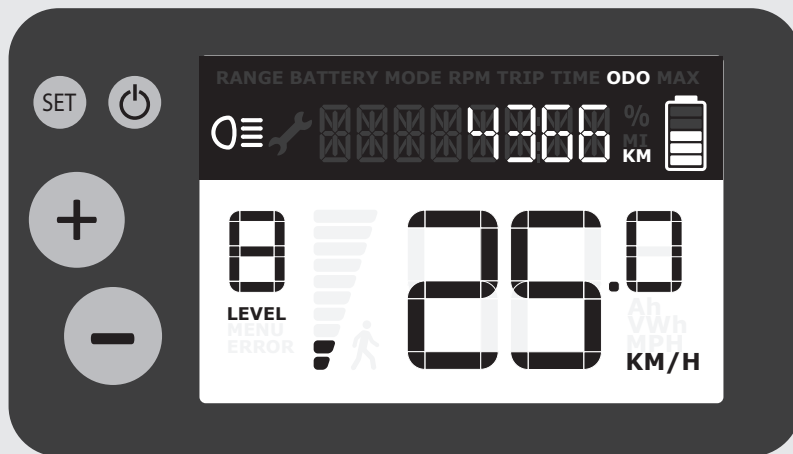 RANGE BATTERY MODE RPM TRIP TIME ODO MAX
SET
4366 % MI KM
8 25.0
LEVEL
MENU
ERROR
Ah
VWh
MPH
KM/H